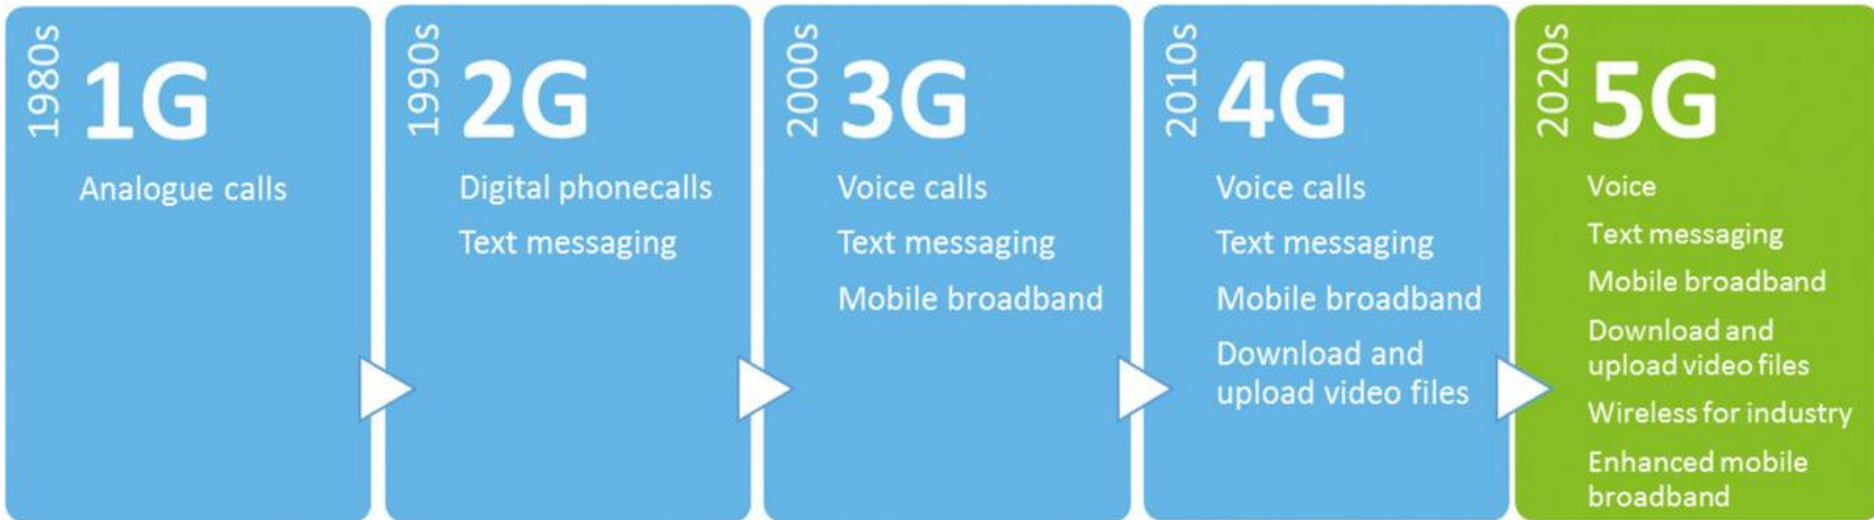 1980s
1G
Analogue calls
1990s
2G
Digital phonecalls
Text messaging
2000s
3G
Voice calls
Text messaging
Mobile broadband
2010s
4G
Voice calls
Text messaging
Mobile broadband
Download and
upload video files
2020s
5G
Voice
Text messaging
Mobile broadband
Download and
upload video files
Wireless for industry
Enhanced mobile
broadband